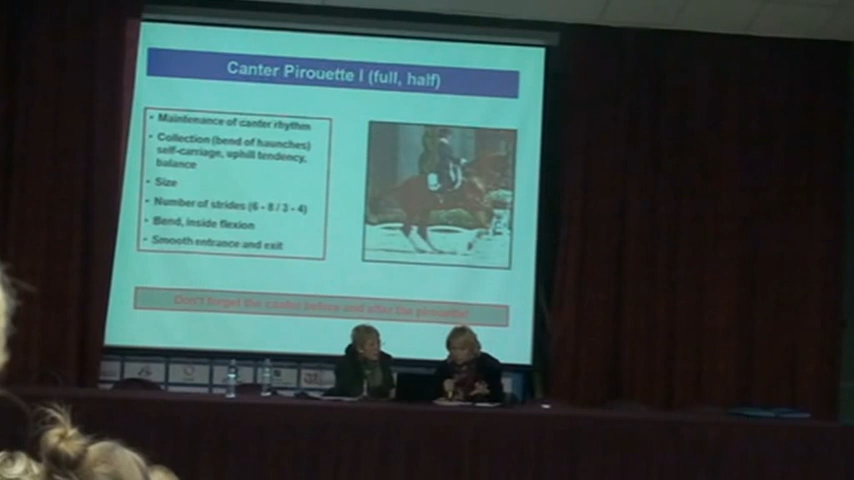 Canter Pirouette I (full, half)
• Maintenance of canter rhythm
• Collection (bend of haunches)
self-carriage, uphill tendency,
balance
• Size
• Number of strides (6 - 8 / 3 - 4)
• Bend, inside flexion
• Smooth entrance and exit
Don't forget the canter before and after the pirouette!